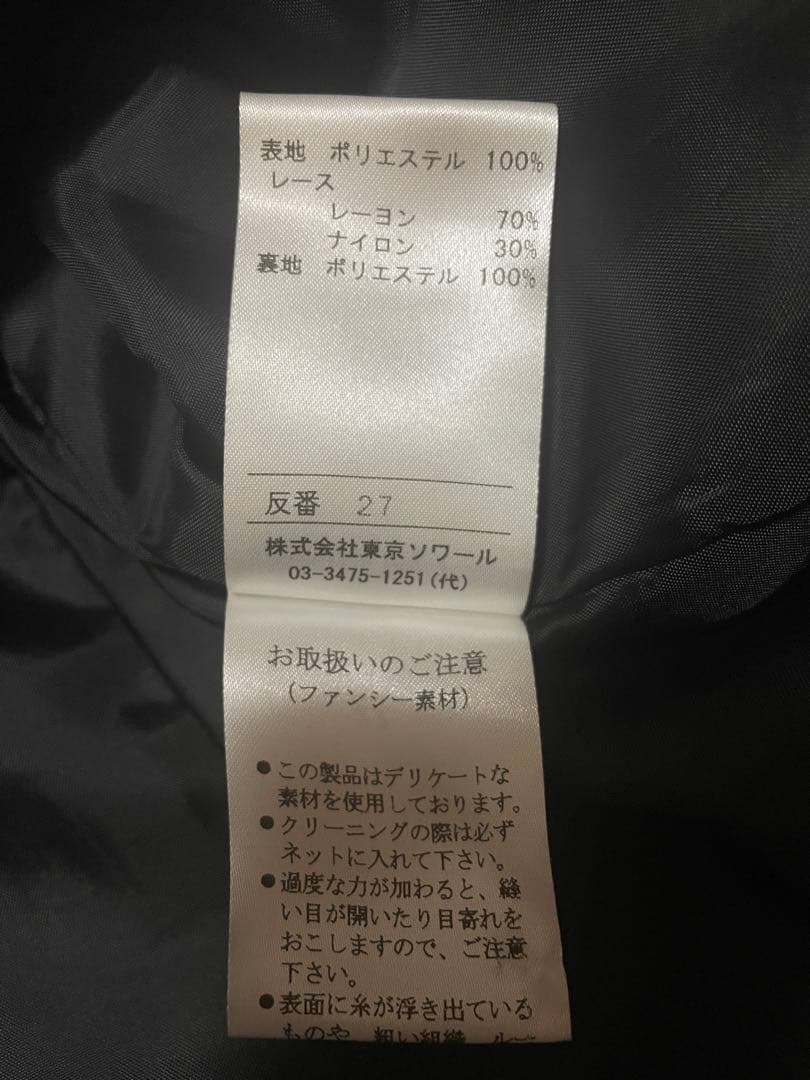 表地 ポリエステル 100%
レース
レーヨン 70%
ナイロン 30%
裏地 ポリエステル 100%
反番 27
株式会社東京ソワール
03-3475-1251(代)
お取扱いのご注意
(ファンシー素材)
●この製品はデリケートな
素材を使用しております。
●クリーニングの際は必ず
ネットに入れて下さい。
●過度な力が加わると、縫
い目が開いたり目寄れを
おこしますので、ご注意
下さい。
●表面に糸が浮き出ている
ものや、粗い組織、